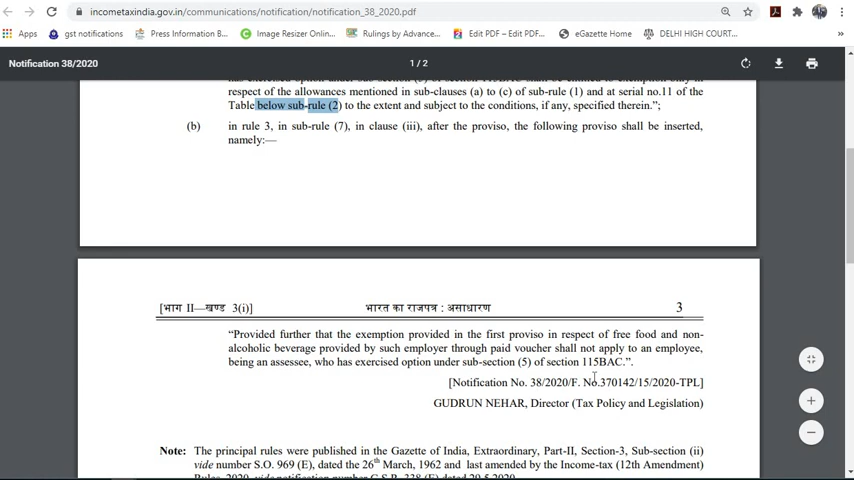 incometaxindia.gov.in/communications/notification/notification_38_2020.pdf
Apps gst notifications Press Information B... Image Resizer Onlin... Rulings by Advance... Edit PDF – Edit PDF... eGazette Home DELHI HIGH COURT... »
Notification 38/2020 1 / 2
respect of the allowances mentioned in sub-clauses (a) to (c) of sub-rule (1) and at serial no.11 of the
Table below sub-rule (2) to the extent and subject to the conditions, if any, specified therein.”;
(b) in rule 3, in sub-rule (7), in clause (iii), after the proviso, the following proviso shall be inserted,
namely:—
[भाग II—खण्ड 3(i)] भारत का राजपत्र : असाधारण 3
“Provided further that the exemption provided in the first proviso in respect of free food and non-
alcoholic beverage provided by such employer through paid voucher shall not apply to an employee,
being an assessee, who has exercised option under sub-section (5) of section 115BAC.”.
[Notification No. 38/2020/F. No.370142/15/2020-TPL]
GUDRUN NEHAR, Director (Tax Policy and Legislation)
Note: The principal rules were published in the Gazette of India, Extraordinary, Part-II, Section-3, Sub-section (ii)
vide number S.O. 969 (E), dated the 26th March, 1962 and last amended by the Income-tax (12th Amendment)